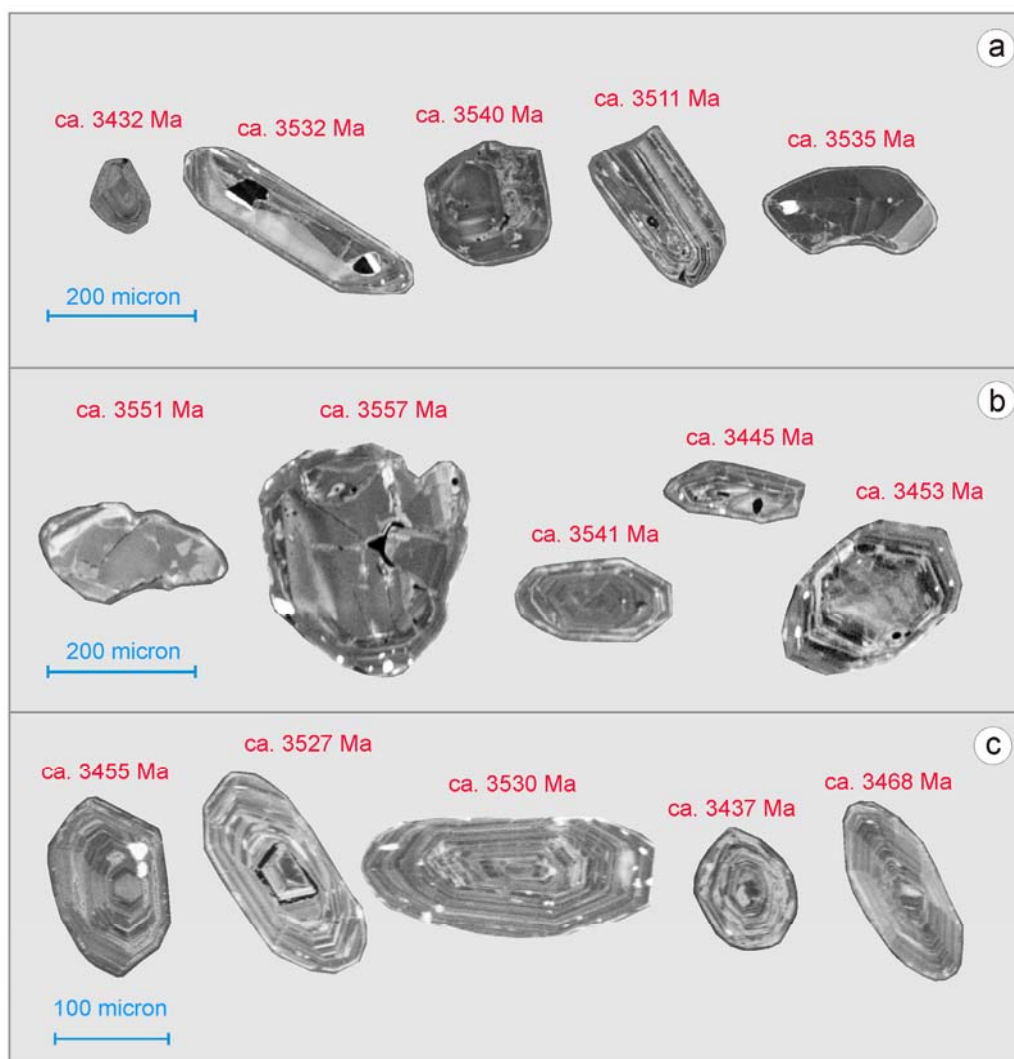 a
ca. 3432 Ma
ca. 3532 Ma
ca. 3540 Ma
ca. 3511 Ma
ca. 3535 Ma
200 micron
b
ca. 3551 Ma
ca. 3557 Ma
ca. 3541 Ma
ca. 3445 Ma
ca. 3453 Ma
200 micron
c
ca. 3455 Ma
ca. 3527 Ma
ca. 3530 Ma
ca. 3437 Ma
ca. 3468 Ma
100 micron